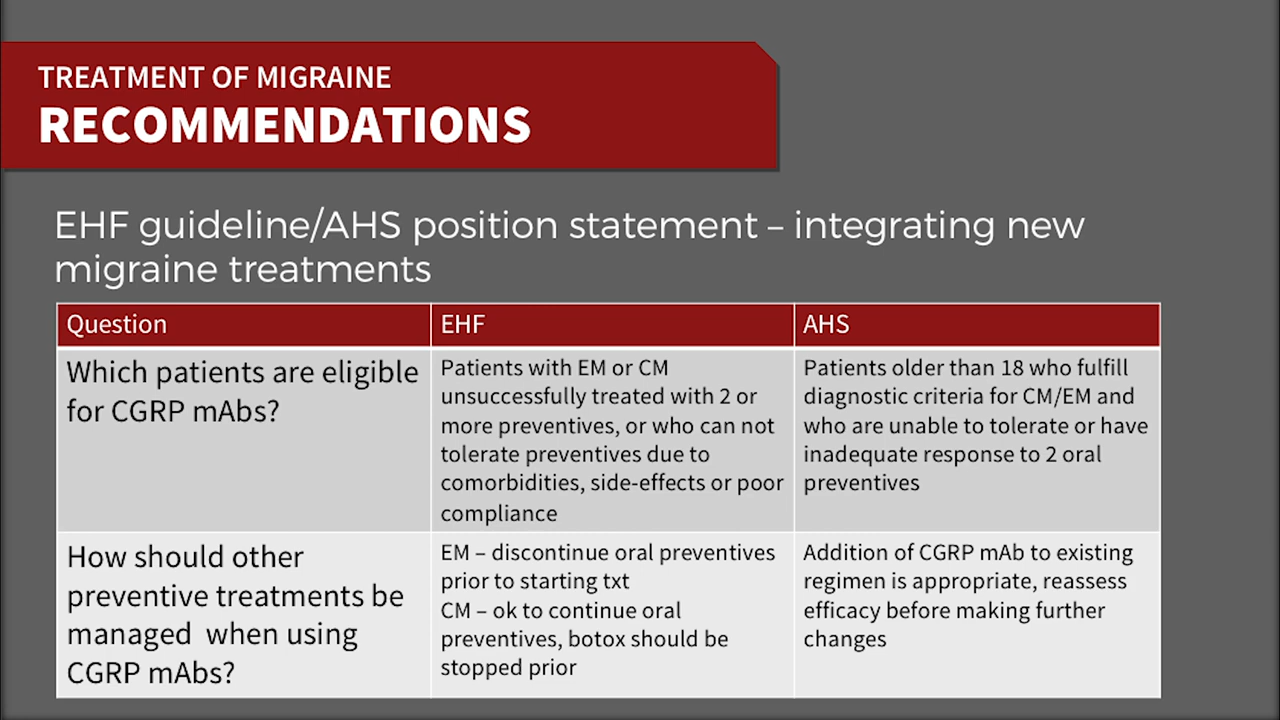 TREATMENT OF MIGRAINE
RECOMMENDATIONS
EHF guideline/AHS position statement – integrating new
migraine treatments
Question
EHF
AHS
Which patients are eligible
for CGRP mAbs?
Patients with EM or CM
unsuccessfully treated with 2 or
more preventives, or who can not
tolerate preventives due to
comorbidities, side-effects or poor
compliance
Patients older than 18 who fulfill
diagnostic criteria for CM/EM and
who are unable to tolerate or have
inadequate response to 2 oral
preventives
How should other
preventive treatments be
managed when using
CGRP mAbs?
EM – discontinue oral preventives
prior to starting txt
CM – ok to continue oral
preventives, botox should be
stopped prior
Addition of CGRP mAb to existing
regimen is appropriate, reassess
efficacy before making further
changes